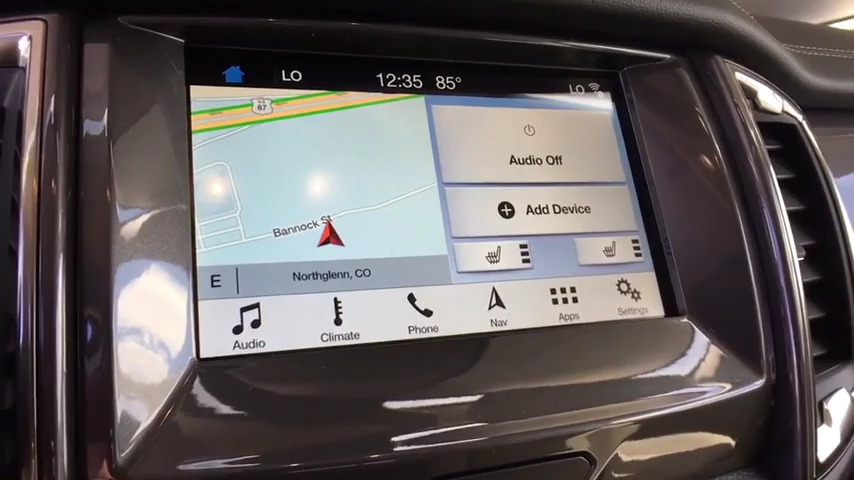 LO 12:35 85° LO
87
Audio Off
Add Device
Bannock St
E Northglenn, CO
Audio Climate Phone Nav Apps Settings